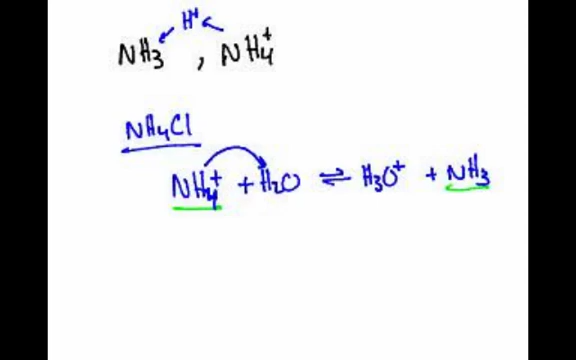 H⁺
NH₃ , NH₄⁺
NH₄Cl
NH₄⁺ + H₂O ⇌ H₃O⁺ + NH₃